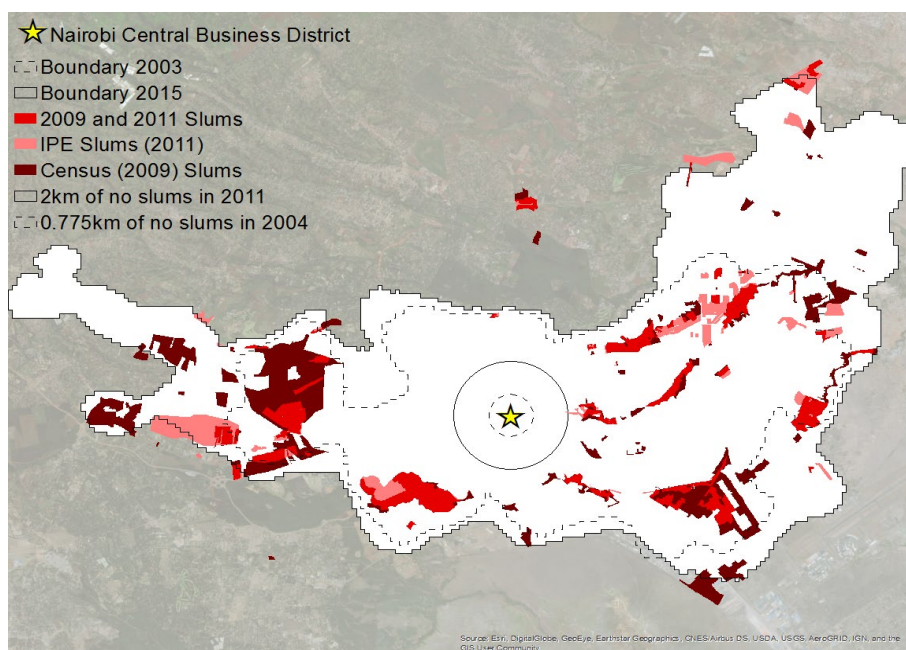 Nairobi Central Business District
Boundary 2003
Boundary 2015
2009 and 2011 Slums
IPE Slums (2011)
Census (2009) Slums
2km of no slums in 2011
0.775km of no slums in 2004
Source: Esri, DigitalGlobe, GeoEye, Earthstar Geographics, CNES/Airbus DS, USDA, USGS, AeroGRID, IGN, and the
GIS User Community